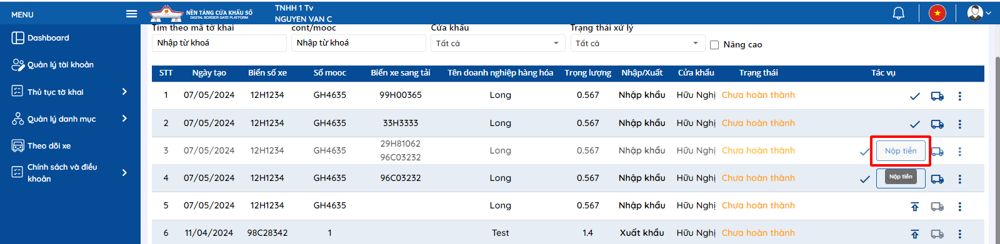 MENU
NỀN TẢNG CỬA KHẨU SỐ
DIGITAL BORDER GATE PLATFORM
TNHH 1 Tv
NGUYEN VAN C
Dashboard
Quản lý tài khoản
Thủ tục tờ khai
Quản lý danh mục
Theo dõi xe
Chính sách và điều
khoản
Tìm theo mã tờ khai cont/mooc Cửa khẩu Trạng thái xử lý
Nhập từ khoá Nhập từ khoá Tất cả Tất cả Nâng cao
STT Ngày tạo Biển số xe Số mooc Biển xe sang tải Tên doanh nghiệp hàng hóa Trọng lượng Nhập/Xuất Cửa khẩu Trạng thái Tác vụ
1 07/05/2024 12H1234 GH4635 99H00365 Long 0.567 Nhập khẩu Hữu Nghị Chưa hoàn thành
2 07/05/2024 12H1234 GH4635 33H3333 Long 0.567 Nhập khẩu Hữu Nghị Chưa hoàn thành
3 07/05/2024 12H1234 GH4635 29H81062 Long 0.567 Nhập khẩu Hữu Nghị Chưa hoàn thành Nộp tiền
96C03232
4 07/05/2024 12H1234 GH4635 96C03232 Long 0.567 Nhập khẩu Hữu Nghị Chưa hoàn thành Nộp tiền
5 07/05/2024 12H1234 GH4635 Long 0.567 Nhập khẩu Hữu Nghị Chưa hoàn thành
6 11/04/2024 98C28342 1 Test 1.4 Xuất khẩu Hữu Nghị Chưa hoàn thành